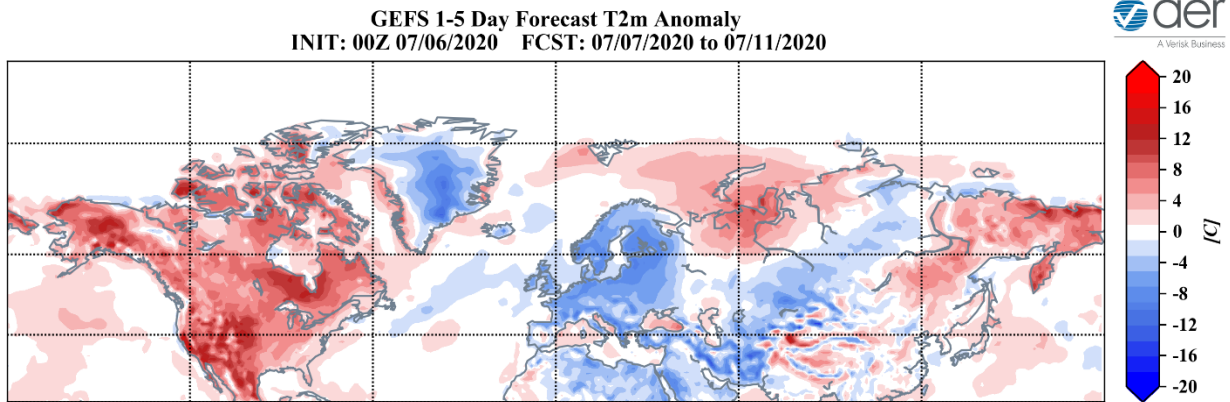 GEFS 1-5 Day Forecast T2m Anomaly
INIT: 00Z 07/06/2020 FCST: 07/07/2020 to 07/11/2020
aer
A Verisk Business
20
16
12
8
4
0
-4
-8
-12
-16
-20
[C]